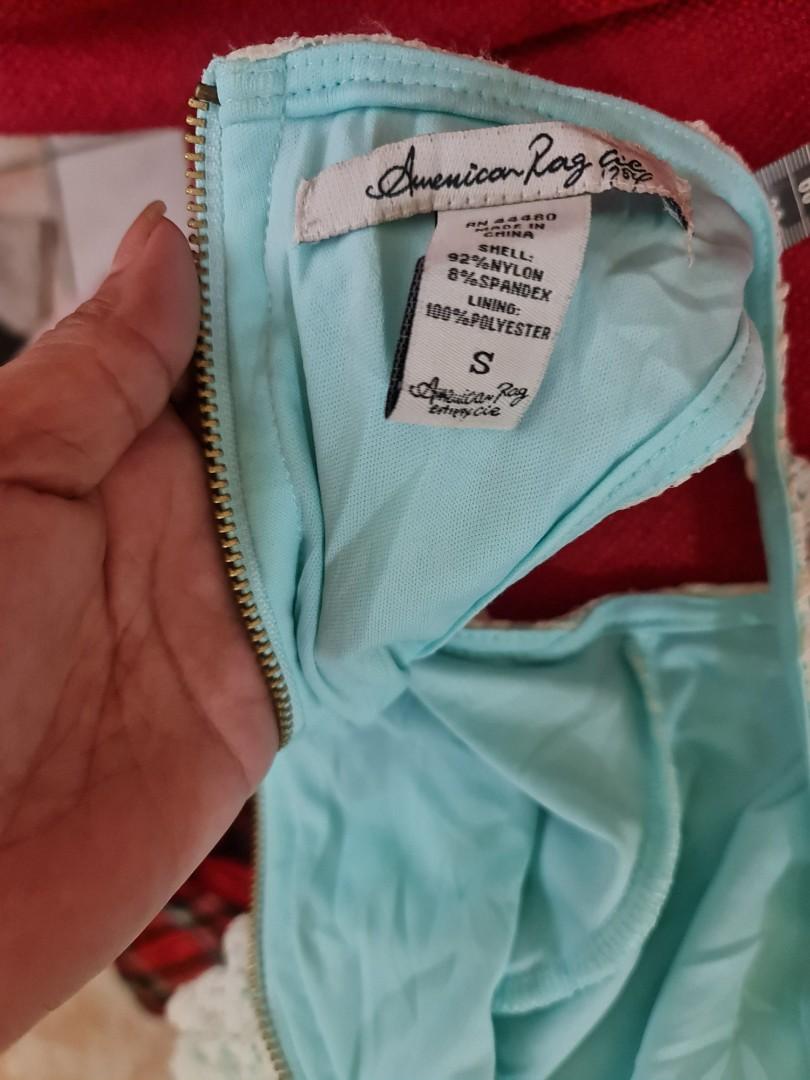 American Rag Cie
RN 44480
MADE IN
CHINA
SHELL:
92%NYLON
8%SPANDEX
LINING:
100%POLYESTER
S
American Rag
cie